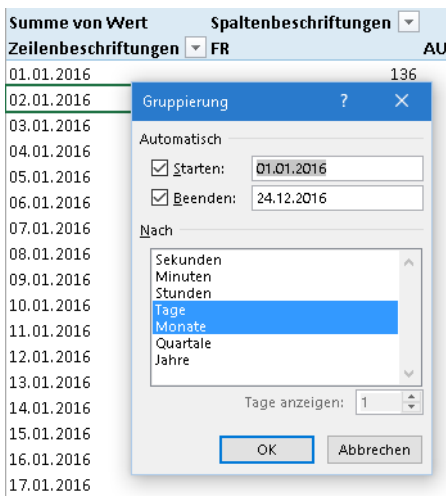 Summe von Wert Spaltenbeschriftungen
Zeilenbeschriftungen FR AU
01.01.2016 136
02.01.2016
03.01.2016
04.01.2016
05.01.2016
06.01.2016
07.01.2016
08.01.2016
09.01.2016
10.01.2016
11.01.2016
12.01.2016
13.01.2016
14.01.2016
15.01.2016
16.01.2016
17.01.2016
Gruppierung ? ×
Automatisch
Starten: 01.01.2016
Beenden: 24.12.2016
Nach
Sekunden
Minuten
Stunden
Tage
Monate
Quartale
Jahre
Tage anzeigen: 1
OK Abbrechen